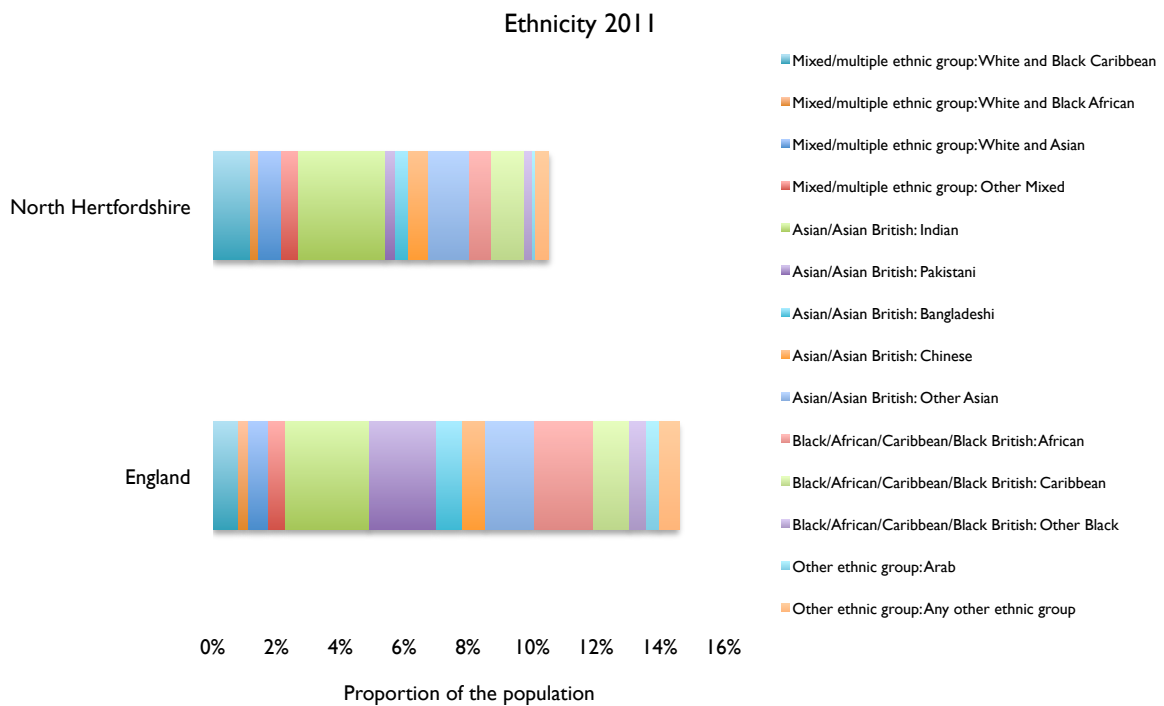 Ethnicity 2011
North Hertfordshire
England
0% 2% 4% 6% 8% 10% 12% 14% 16%
Proportion of the population
Mixed/multiple ethnic group: White and Black Caribbean
Mixed/multiple ethnic group: White and Black African
Mixed/multiple ethnic group: White and Asian
Mixed/multiple ethnic group: Other Mixed
Asian/Asian British: Indian
Asian/Asian British: Pakistani
Asian/Asian British: Bangladeshi
Asian/Asian British: Chinese
Asian/Asian British: Other Asian
Black/African/Caribbean/Black British: African
Black/African/Caribbean/Black British: Caribbean
Black/African/Caribbean/Black British: Other Black
Other ethnic group: Arab
Other ethnic group: Any other ethnic group